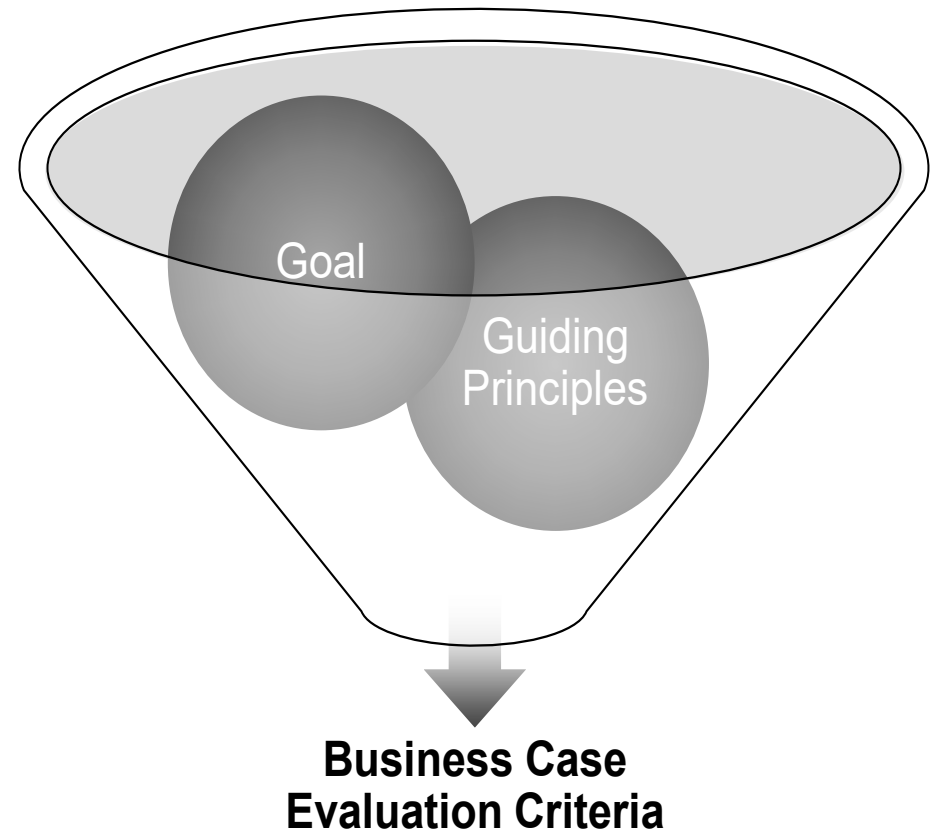 Goal
Guiding
Principles
Business Case
Evaluation Criteria